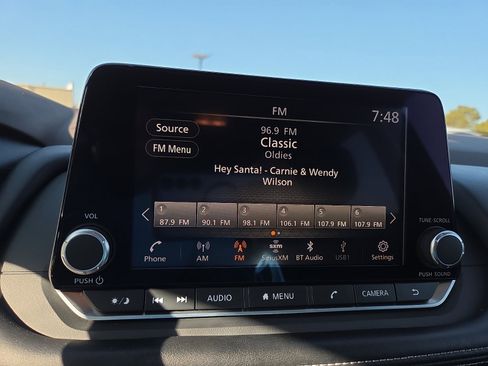 FM
7:48
Source
96.9 FM
Classic
Oldies
FM Menu
Hey Santa! - Carnie & Wendy
Wilson
1 2 3 4 5 6
87.9 FM 90.1 FM 98.1 FM 106.1 FM 107.9 FM 107.9 FM
VOL
TUNE·SCROLL
Phone AM FM SiriusXM BT Audio USB1 Settings
PUSH
PUSH SOUND
AUDIO MENU CAMERA